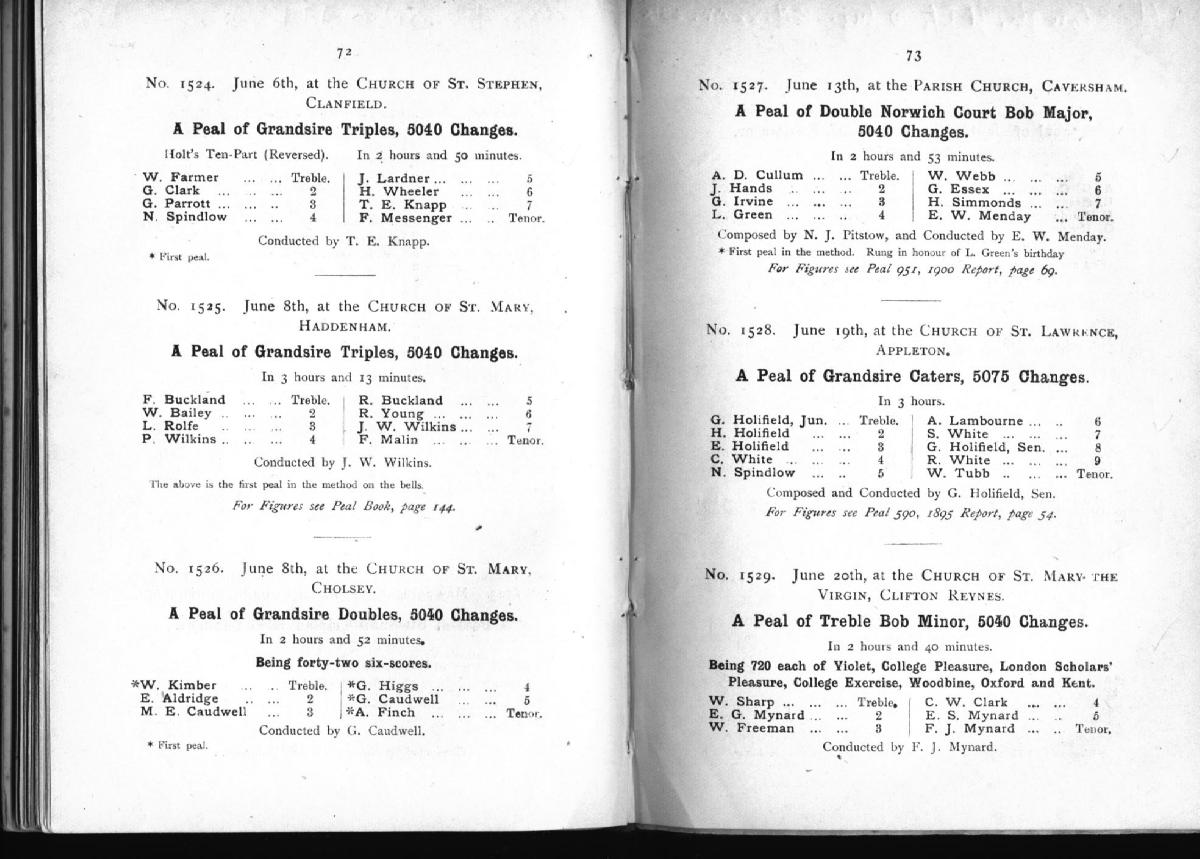 72
No. 1524. June 6th, at the Church of St. Stephen,
Clanfield.
A Peal of Grandsire Triples, 5040 Changes.
Holt's Ten-Part (Reversed). In 2 hours and 50 minutes.
W. Farmer ... ... Treble. J. Lardner ... ... ... 5
G. Clark ... ... ... 2 H. Wheeler ... ... 6
G. Parrott ... ... ... 3 T. E. Knapp ... .. 7
N. Spindlow ... ... 4 F. Messenger ... .. Tenor.
Conducted by T. E. Knapp.
* First peal.
No. 1525. June 8th, at the Church of St. Mary,
Haddenham.
A Peal of Grandsire Triples, 5040 Changes.
In 3 hours and 13 minutes.
F. Buckland ... ... Treble. R. Buckland ... ... 5
W. Bailey .. ... ... 2 R. Young ... ... ... 6
L. Rolfe .. ... ... 3 J. W. Wilkins ... ... 7
P. Wilkins .. ... ... 4 F. Malin ... ... ... Tenor.
Conducted by J. W. Wilkins.
The above is the first peal in the method on the bells.
For Figures see Peal Book, page 144.
No. 1526. June 8th, at the Church of St. Mary,
Cholsey.
A Peal of Grandsire Doubles, 5040 Changes.
In 2 hours and 52 minutes.
Being forty-two six-scores.
*W. Kimber ... .. Treble. *G. Higgs ... ... ... 4
E. Aldridge .. ... 2 *G. Caudwell ... ... 5
M. E. Caudwell ... 3 *A. Finch ... ... ... Tenor.
Conducted by G. Caudwell.
* First peal.
73
No. 1527. June 13th, at the Parish Church, Caversham.
A Peal of Double Norwich Court Bob Major,
5040 Changes.
In 2 hours and 53 minutes.
A. D. Cullum ... ... Treble. W. Webb ... ... ... 5
J. Hands ... ... ... 2 G. Essex ... ... ... 6
G. Irvine ... ... ... 3 H. Simmonds ... ... 7
L. Green ... ... ... 4 E. W. Menday ... Tenor.
Composed by N. J. Pitstow, and Conducted by E. W. Menday.
* First peal in the method. Rung in honour of L. Green's birthday
For Figures see Peal 951, 1900 Report, page 69.
No. 1528. June 19th, at the Church of St. Lawrence,
Appleton.
A Peal of Grandsire Caters, 5075 Changes.
In 3 hours.
G. Holifield, Jun. ... Treble. A. Lambourne ... .. 6
H. Holifield ... ... 2 S. White ... ... ... 7
E. Holifield ... ... 3 G. Holifield, Sen. ... 8
C. White ... ... ... 4 R. White ... ... ... 9
N. Spindlow ... .. 5 W. Tubb .. ... ... Tenor.
Composed and Conducted by G. Holifield, Sen.
For Figures see Peal 590, 1895 Report, page 54.
No. 1529. June 20th, at the Church of St. Mary the
Virgin, Clifton Reynes.
A Peal of Treble Bob Minor, 5040 Changes.
In 2 hours and 40 minutes.
Being 720 each of Violet, College Pleasure, London Scholars'
Pleasure, College Exercise, Woodbine, Oxford and Kent.
W. Sharp ... ... ... Treble. C. W. Clark ... ... 4
E. G. Mynard ... ... 2 E. S. Mynard ... ... 5
W. Freeman ... ... 3 F. J. Mynard ... .. Tenor.
Conducted by F. J. Mynard.